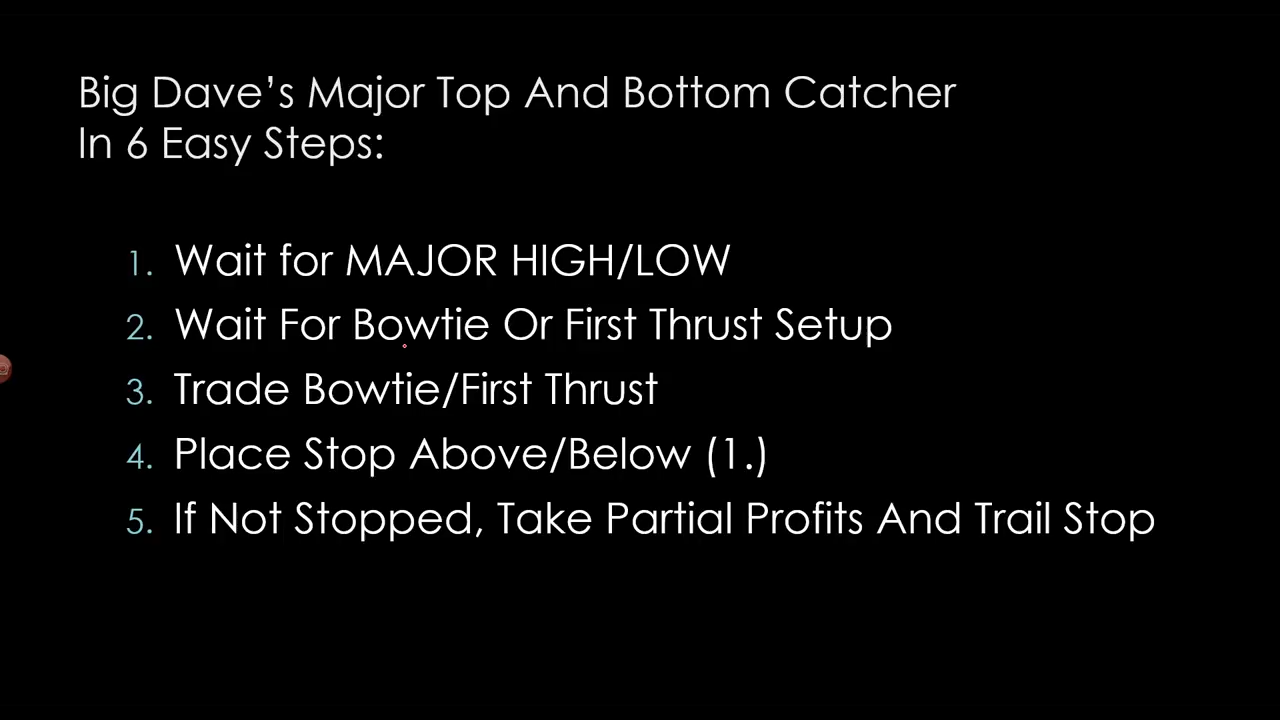 Big Dave’s Major Top And Bottom Catcher
In 6 Easy Steps:
1. Wait for MAJOR HIGH/LOW
2. Wait For Bowtie Or First Thrust Setup
3. Trade Bowtie/First Thrust
4. Place Stop Above/Below (1.)
5. If Not Stopped, Take Partial Profits And Trail Stop